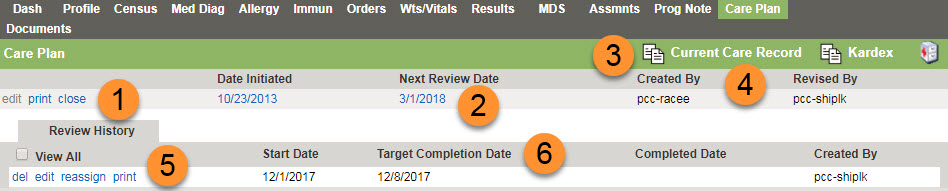 Dash Profile Census Med Diag Allergy Immun Orders Wts/Vitals Results MDS Assmnts Prog Note Care Plan
Documents
Care Plan 3 Current Care Record Kardex
Date Initiated Next Review Date Created By 4 Revised By
edit print close 1 10/23/2013 3/1/2018 2 pcc-racee pcc-shiplk
Review History
View All Start Date Target Completion Date 6 Completed Date Created By
del edit reassign print 5 12/1/2017 12/8/2017 pcc-shiplk